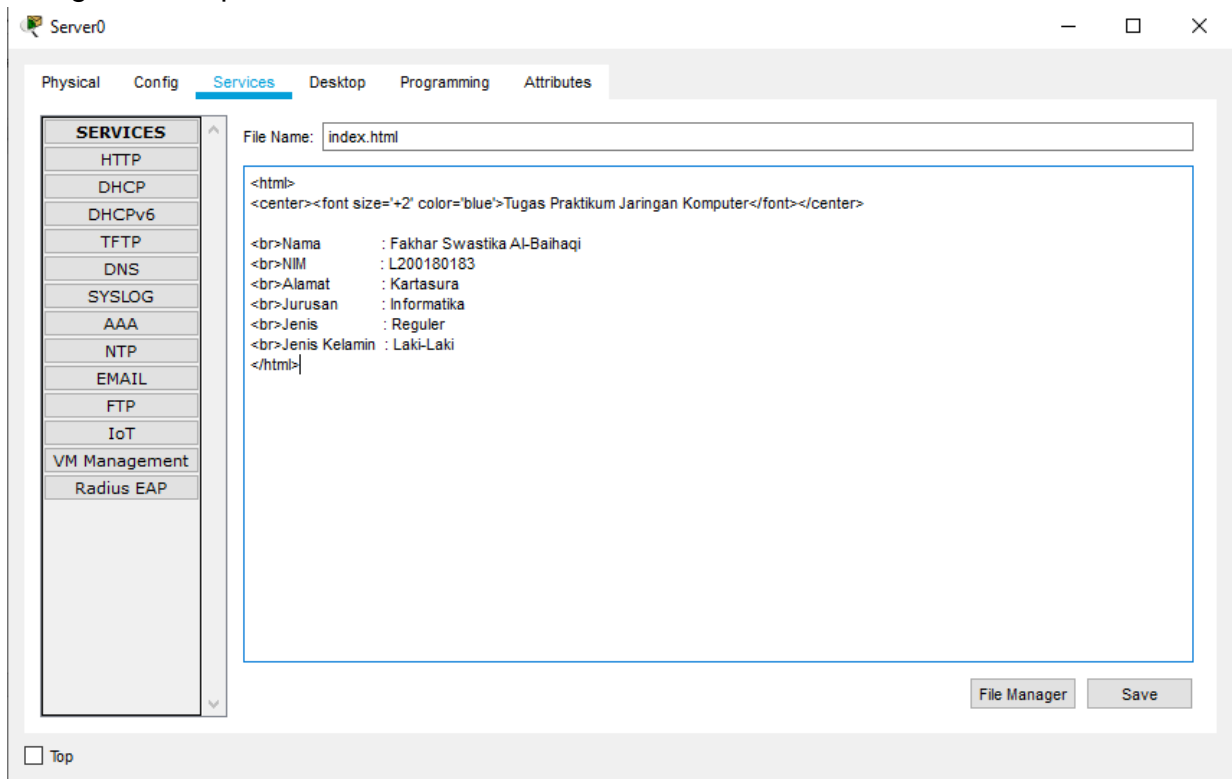 Server0
Physical Config Services Desktop Programming Attributes
SERVICES
HTTP
DHCP
DHCPv6
TFTP
DNS
SYSLOG
AAA
NTP
EMAIL
FTP
IoT
VM Management
Radius EAP
File Name: index.html
<html>
<center><font size='+2' color='blue'>Tugas Praktikum Jaringan Komputer</font></center>
<br>Nama : Fakhar Swastika Al-Baihaqi
<br>NIM : L200180183
<br>Alamat : Kartasura
<br>Jurusan : Informatika
<br>Jenis : Reguler
<br>Jenis Kelamin : Laki-Laki
</html>
File Manager Save
Top